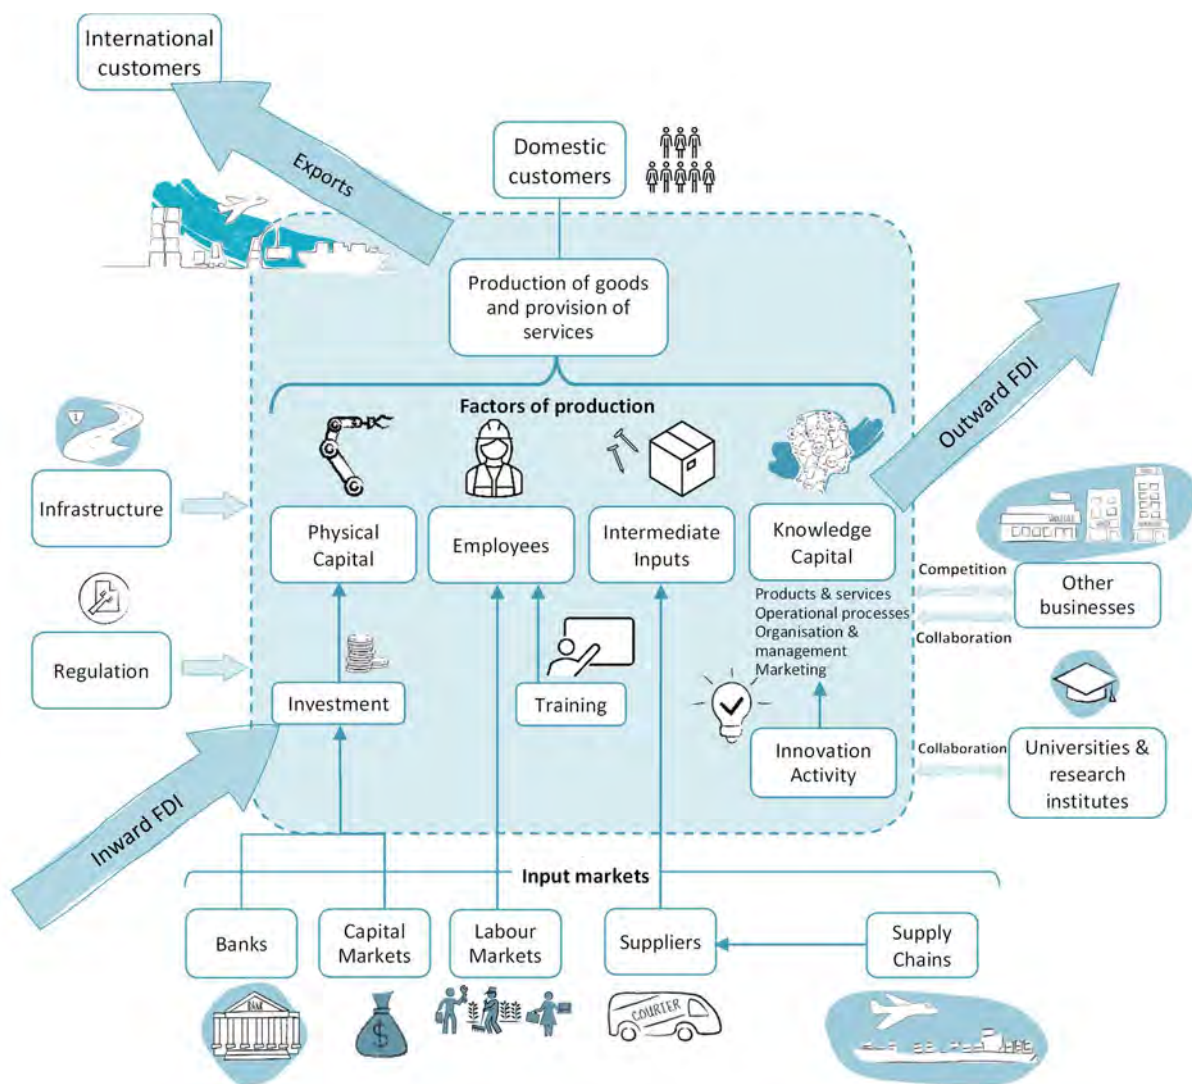 International
customers
Exports
Domestic
customers
Production of goods
and provision of
services
Outward FDI
Factors of production
Infrastructure
Physical
Capital
Employees
Intermediate
Inputs
Knowledge
Capital
Products & services
Operational processes
Organisation &
management
Marketing
Competition
Other
businesses
Collaboration
Regulation
Investment
Training
Innovation
Activity
Collaboration
Universities &
research
institutes
Inward FDI
Input markets
Banks
Capital
Markets
Labour
Markets
Suppliers
Supply
Chains
BANK
$
COURIER